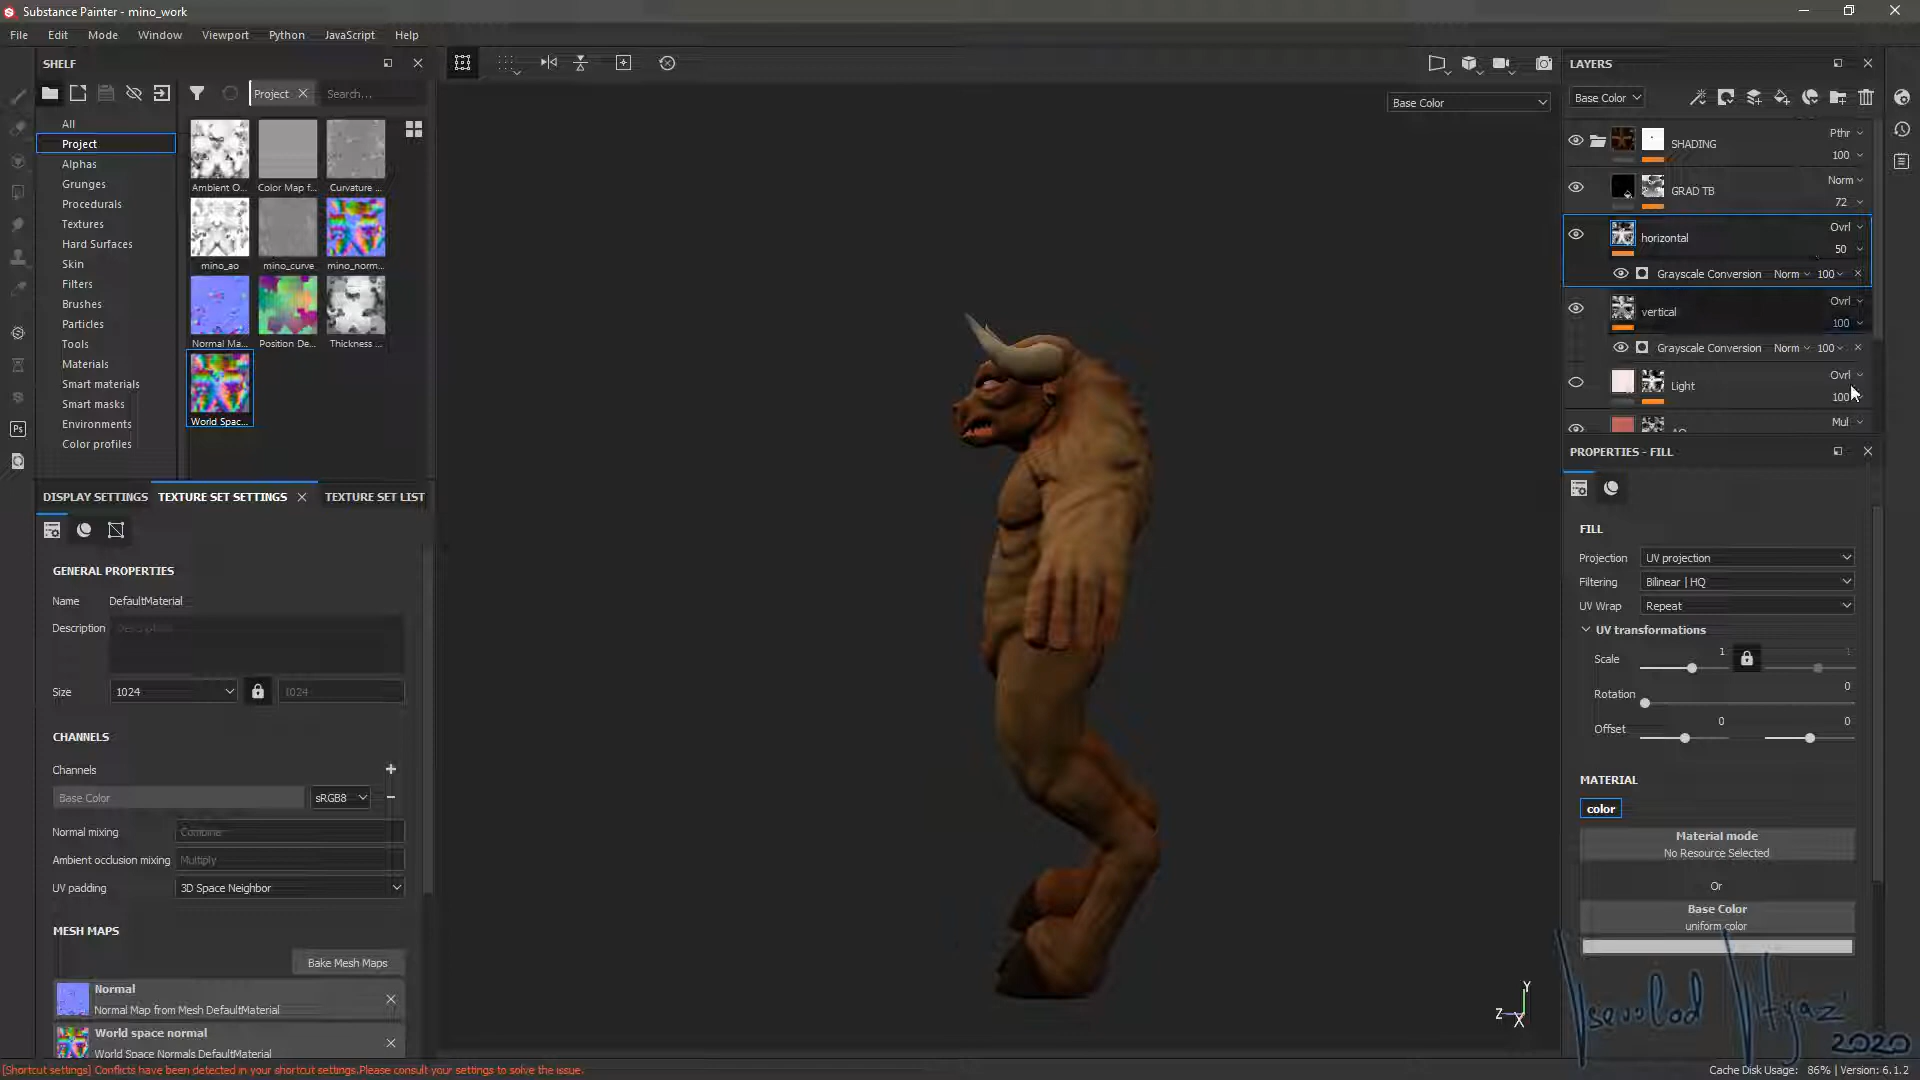 Substance Painter - mino_work
File Edit Mode Window Viewport Python JavaScript Help
SHELF
Project
Search...
All
Project
Alphas
Grunges
Procedurals
Textures
Hard Surfaces
Skin
Filters
Brushes
Particles
Tools
Materials
Smart materials
Smart masks
Environments
Color profiles
Ambient O... Color Map f... Curvature ...
mino_ao mino_curve mino_norm...
Normal Ma... Position De... Thickness ...
World Spac...
DISPLAY SETTINGS TEXTURE SET SETTINGS TEXTURE SET LIST
GENERAL PROPERTIES
Name DefaultMaterial
Description Description
Size 1024 1024
CHANNELS
Channels
Base Color sRGB8
Normal mixing Combine
Ambient occlusion mixing Multiply
UV padding 3D Space Neighbor
MESH MAPS
Bake Mesh Maps
Normal
Normal Map from Mesh DefaultMaterial
World space normal
World Space Normals DefaultMaterial
Ps
Base Color
Y
Z
X
LAYERS
Base Color
SHADING Pthr 100
GRAD TB Norm 72
horizontal Ovrl 50
Grayscale Conversion Norm 100
vertical Ovrl 100
Grayscale Conversion Norm 100
Light Ovrl 100
AO Mul
PROPERTIES - FILL
FILL
Projection UV projection
Filtering Bilinear | HQ
UV Wrap Repeat
UV transformations
Scale 1 1
Rotation 0
Offset 0 0
MATERIAL
color
Material mode
No Resource Selected
Or
Base Color
uniform color
2020
[Shortcut settings] Conflicts have been detected in your shortcut settings.Please consult your settings to solve the issue.
Cache Disk Usage: 86% | Version: 6.1.2